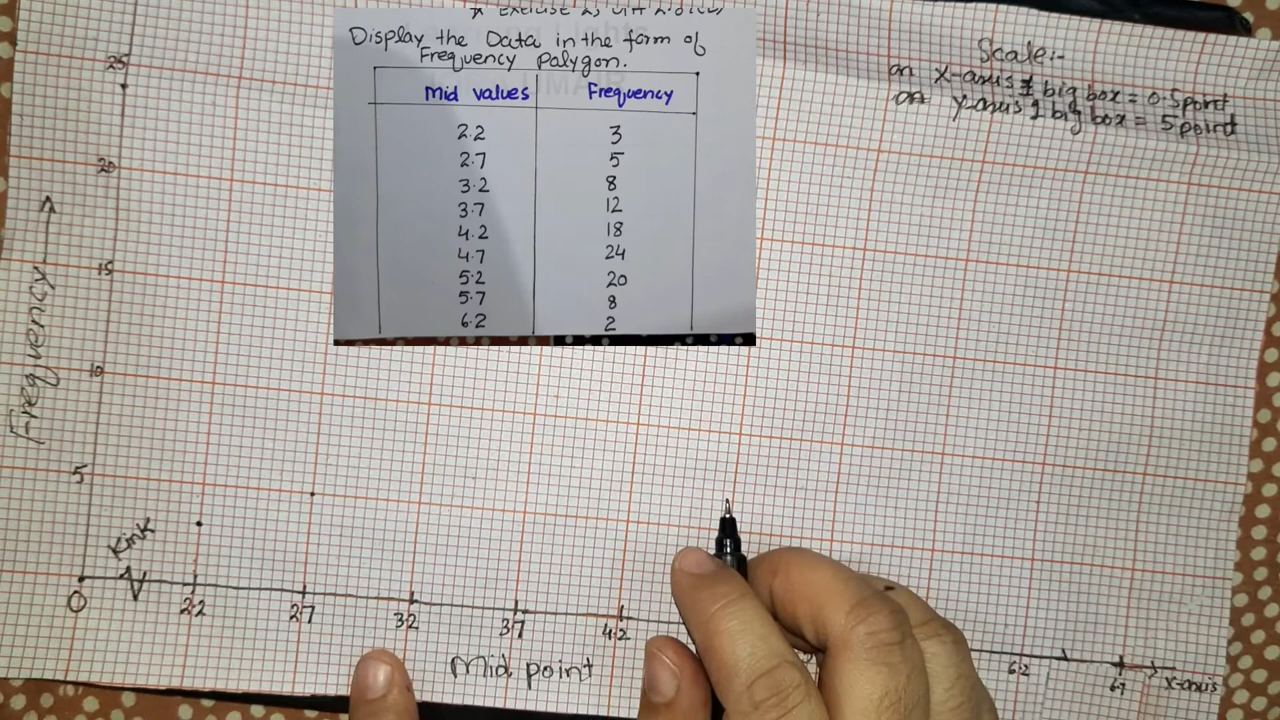 Display the Data in the form of
Frequency Polygon.
Mid values Frequency
2.2 3
2.7 5
3.2 8
3.7 12
4.2 18
4.7 24
5.2 20
5.7 8
6.2 2
Scale:-
on x-axis 1 big box = 0.5 point
on y-axis 1 big box = 5 point
25
20
15
10
5
0
Frequency
Kink
2.2 2.7 3.2 3.7 4.2 6.2 6.7 x-axis
Mid point